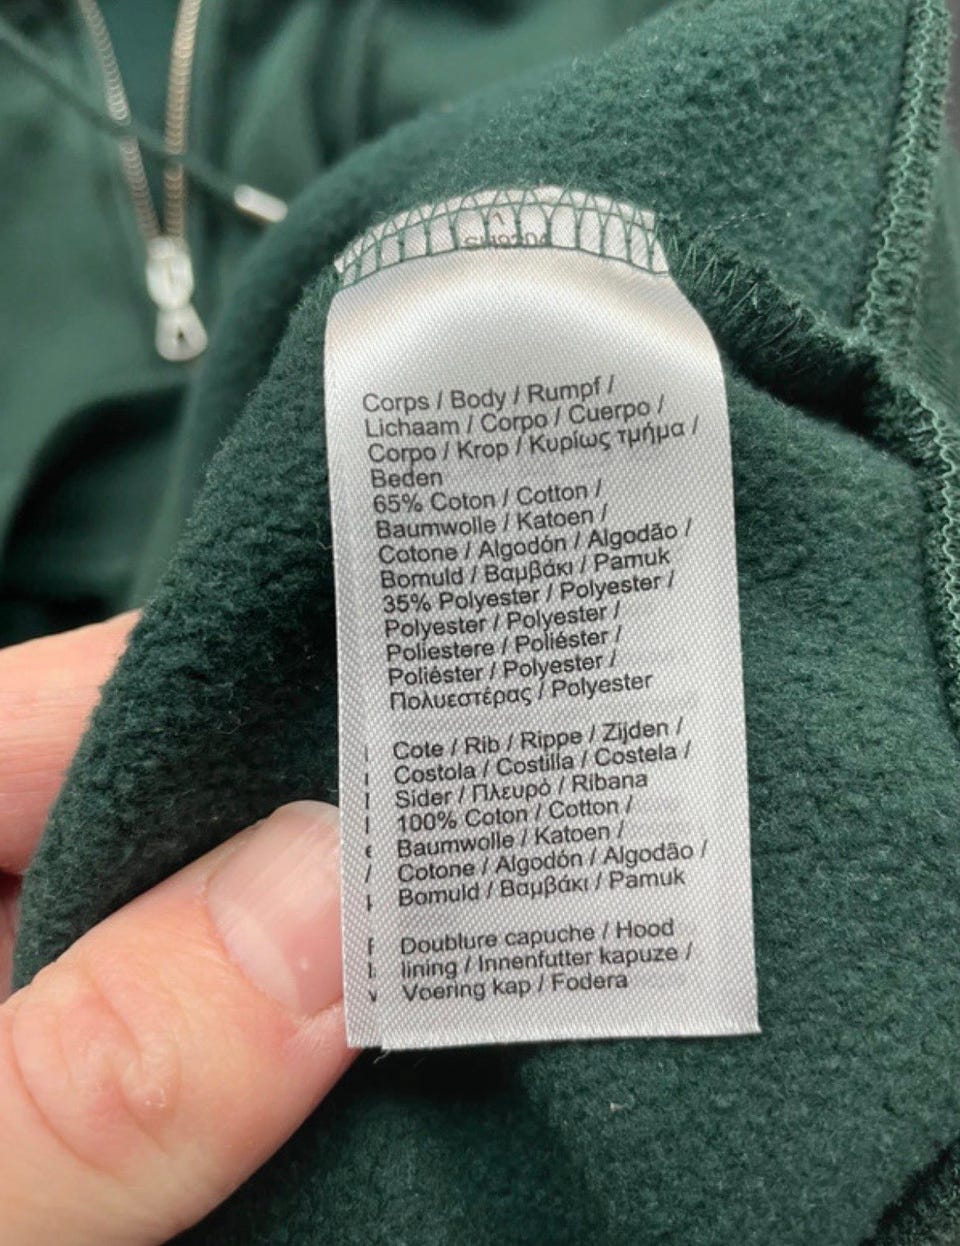 Corps / Body / Rumpf /
Lichaam / Corpo / Cuerpo /
Corpo / Krop / Κυρίως τμήμα /
Beden
65% Coton / Cotton /
Baumwolle / Katoen /
Cotone / Algodón / Algodão /
Bomuld / Βαμβάκι / Pamuk
35% Polyester / Polyester /
Polyester / Polyester /
Poliestere / Poliéster /
Poliéster / Polyester /
Πολυεστέρας / Polyester
Cote / Rib / Rippe / Zijden /
Costola / Costilla / Costela /
Sider / Πλευρό / Ribana
100% Coton / Cotton /
Baumwolle / Katoen /
Cotone / Algodón / Algodão /
Bomuld / Βαμβάκι / Pamuk
Doublure capuche / Hood
lining / Innenfutter kapuze /
Voering kap / Fodera